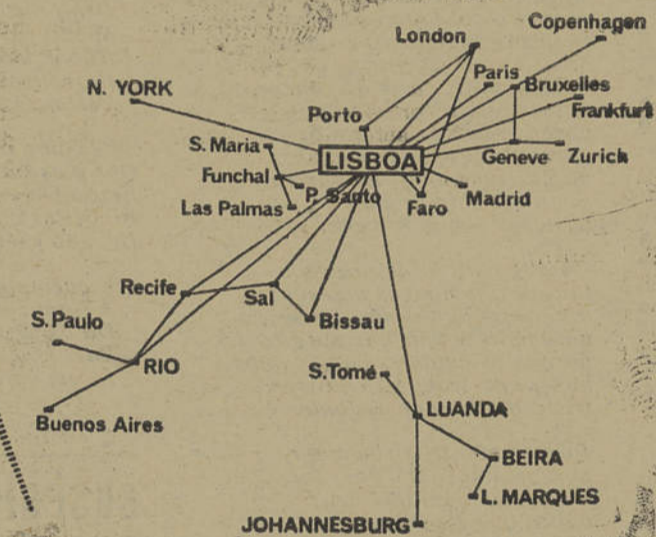 Copenhagen
London
Paris
Bruxelles
N. YORK
Frankfurt
Porto
S. Maria
LISBOA
Geneve
Zurich
Funchal
P. Santo
Madrid
Las Palmas
Faro
Recife
Sal
S. Paulo
Bissau
RIO
S. Tomé
LUANDA
Buenos Aires
BEIRA
L. MARQUES
JOHANNESBURG